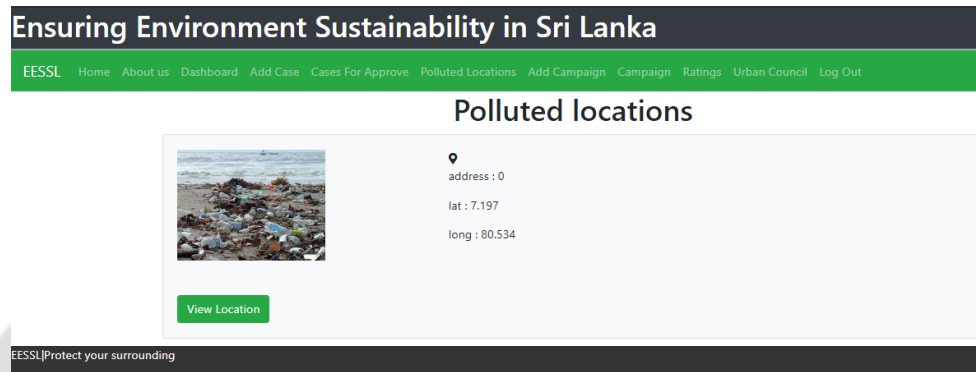 Ensuring Environment Sustainability in Sri Lanka
EESSL Home About us Dashboard Add Case Cases For Approve Polluted Locations Add Campaign Campaign Ratings Urban Council Log Out
Polluted locations
address : 0
lat : 7.197
long : 80.534
View Location
EESSL|Protect your surrounding